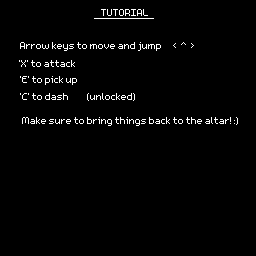 TUTORIAL
Arrow keys to move and jump < ^ >
'X' to attack
'E' to pick up
'C' to dash (unlocked)
Make sure to bring things back to the altar! :)